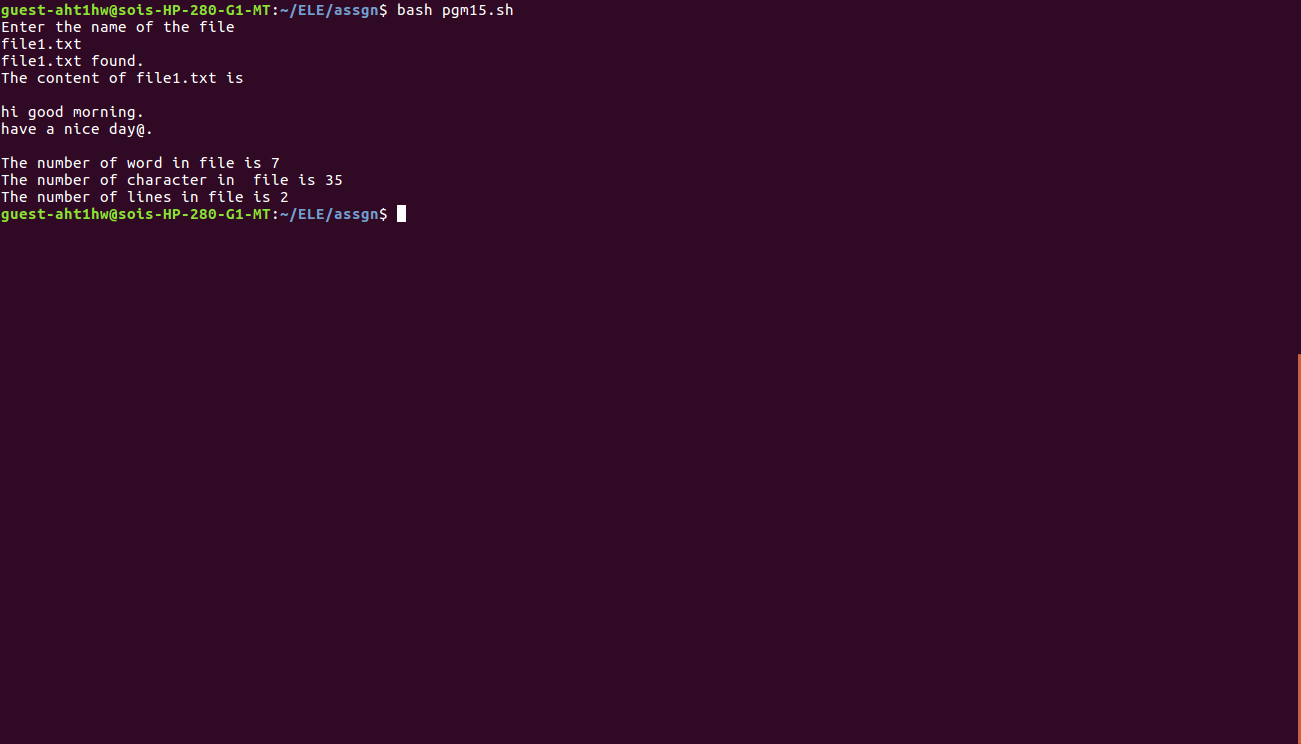 guest-aht1hw@sois-HP-280-G1-MT:~/ELE/assgn$ bash pgm15.sh
Enter the name of the file
file1.txt
file1.txt found.
The content of file1.txt is
hi good morning.
have a nice day@.
The number of word in file is 7
The number of character in  file is 35
The number of lines in file is 2
guest-aht1hw@sois-HP-280-G1-MT:~/ELE/assgn$